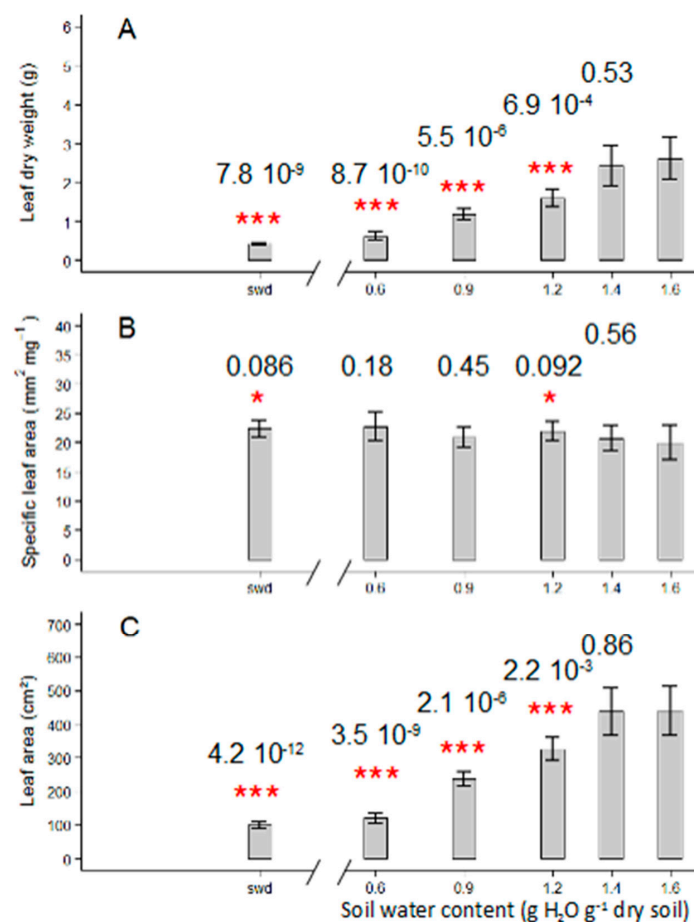 A
Leaf dry weight (g)
6
5
4
3
2
1
0
0.53
6.9 10⁻⁴
5.5 10⁻⁶
7.8 10⁻⁹ 8.7 10⁻¹⁰
*** *** *** ***
swd 0.6 0.9 1.2 1.4 1.6
B
Specific leaf area (mm² mg⁻¹)
40
35
30
25
20
15
10
5
0
0.56
0.086 0.18 0.45 0.092
* *
swd 0.6 0.9 1.2 1.4 1.6
C
Leaf area (cm²)
700
600
500
400
300
200
100
0
0.86
2.2 10⁻³
2.1 10⁻⁶
3.5 10⁻⁹
4.2 10⁻¹²
*** *** *** ***
swd 0.6 0.9 1.2 1.4 1.6
Soil water content (g H₂O g⁻¹ dry soil)